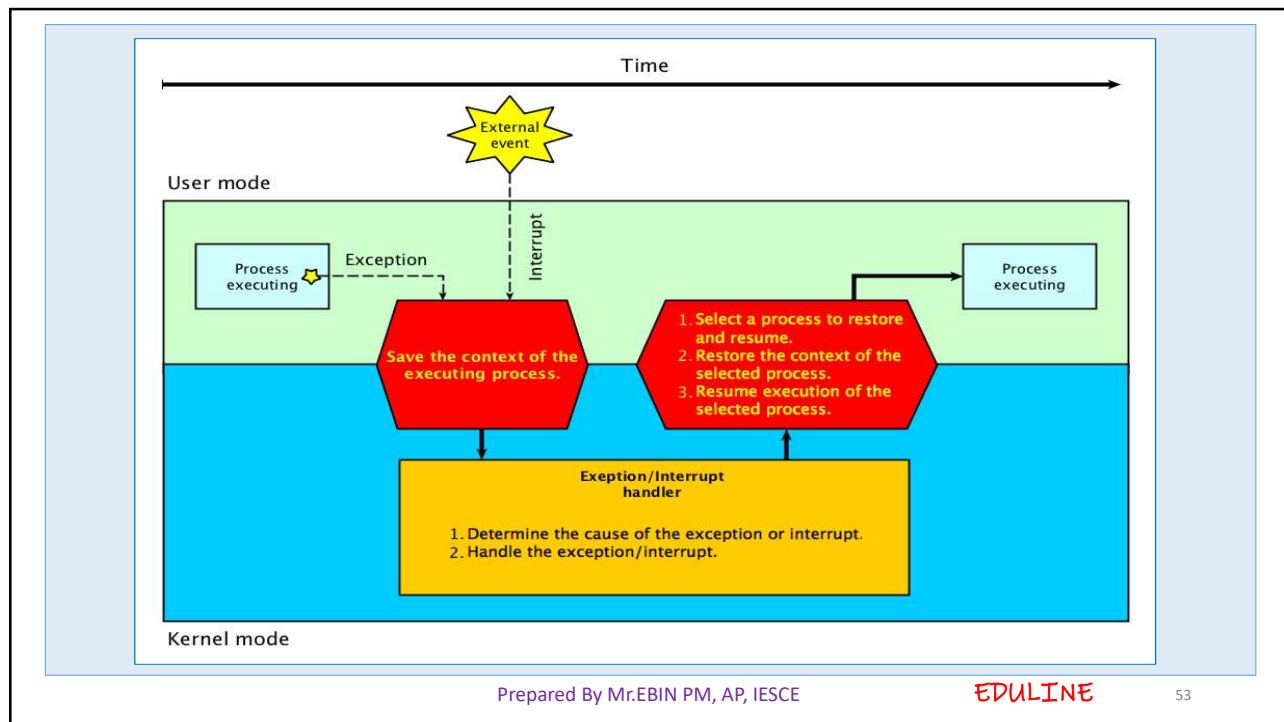 Time
External
event
User mode
Interrupt
Process
executing
Exception
Process
executing
Save the context of the
executing process.
1. Select a process to restore
and resume.
2. Restore the context of the
selected process.
3. Resume execution of the
selected process.
Exeption/Interrupt
handler
1. Determine the cause of the exception or interrupt.
2. Handle the exception/interrupt.
Kernel mode
Prepared By Mr.EBIN PM, AP, IESCE
EDULINE
53